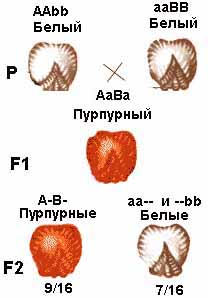 AAbb
Белый
aaBB
Белый
P
AaBa
Пурпурный
F1
A-B-
Пурпурные
aa-- и --bb
Белые
F2
9/16
7/16